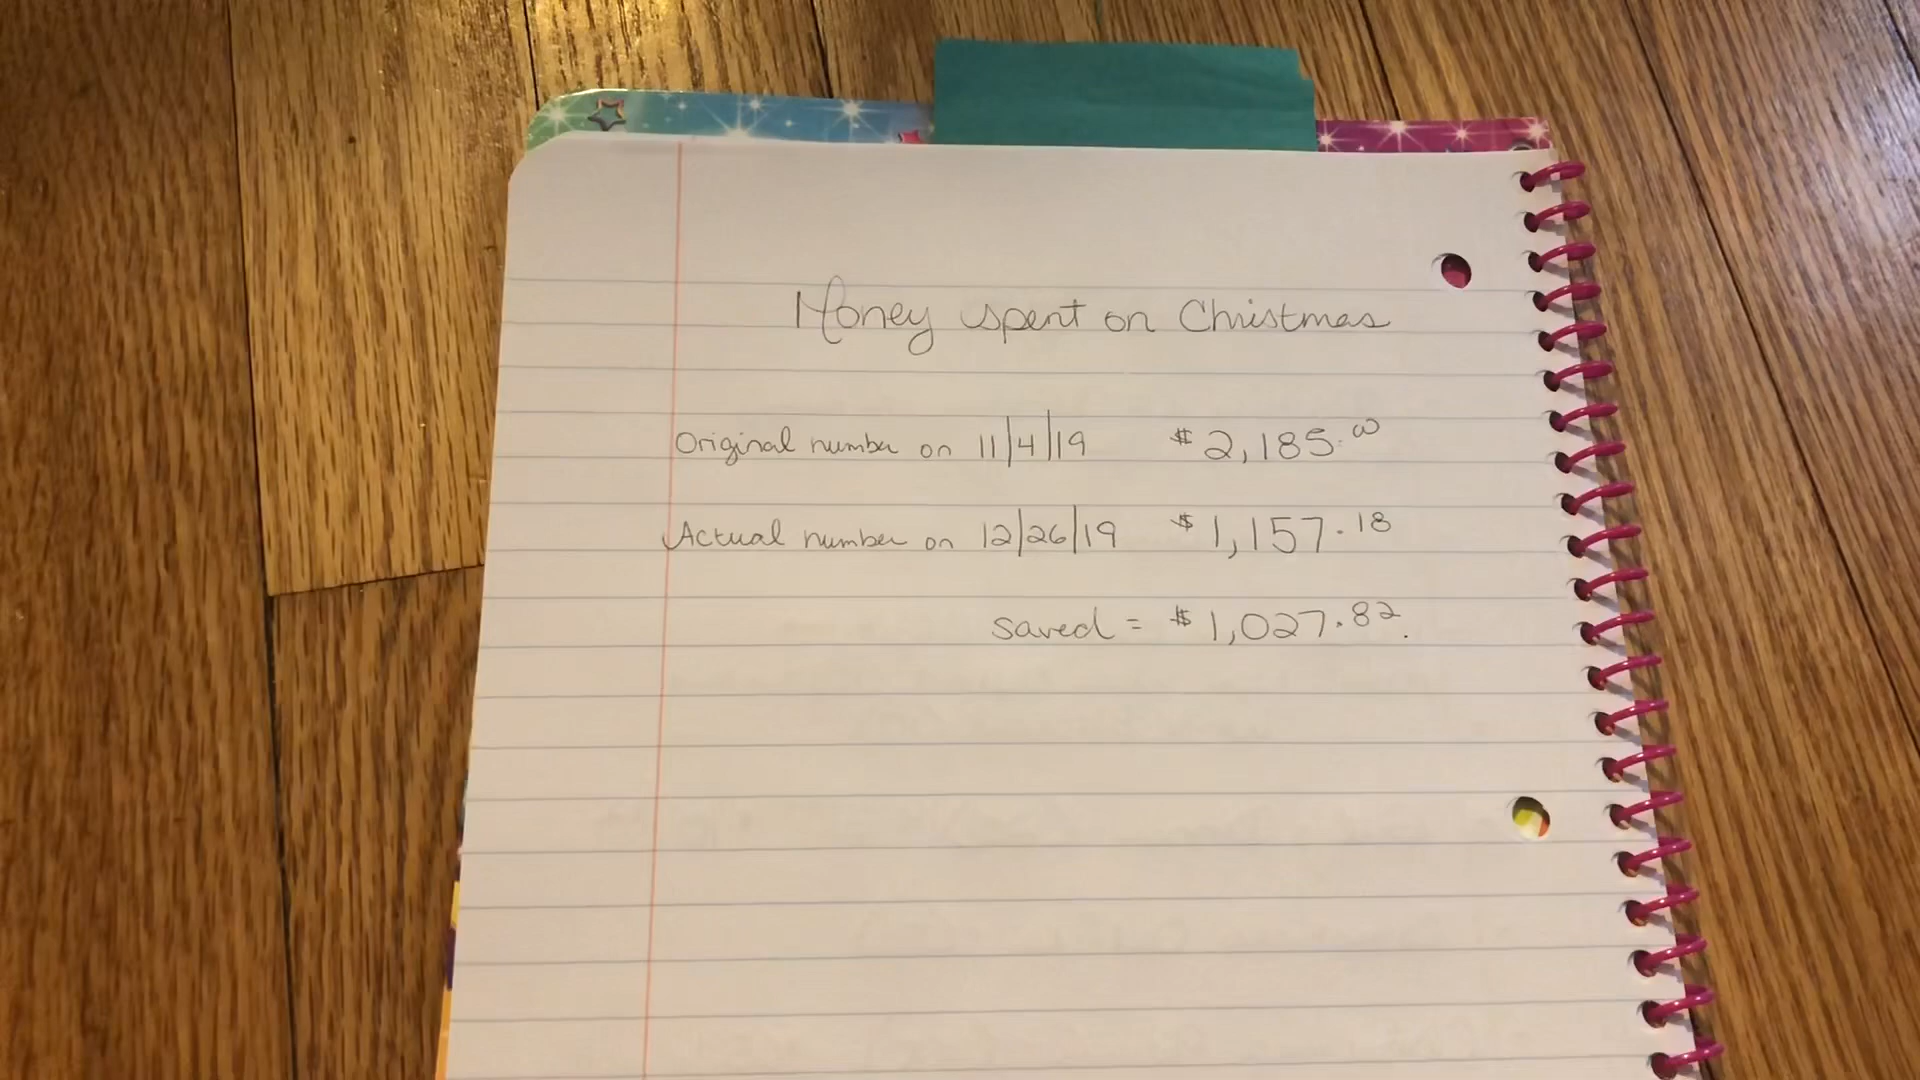 Money spent on Christmas
Original number on 11/4/19 $2,185.00
Actual number on 12/26/19 $1,157.18
saved = $1,027.82.